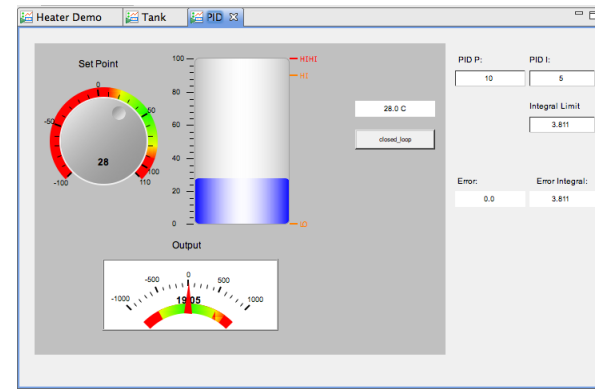 Heater Demo Tank PID
Set Point
0
-50
50
28
-100
100
110
100
80
60
40
20
0
HIHI
HI
LO
28.0 C
closed_loop
PID P:
PID I:
10
5
Integral Limit
3.811
Error:
Error Integral:
0.0
3.811
Output
-500
0
500
-1000
19.05
1000